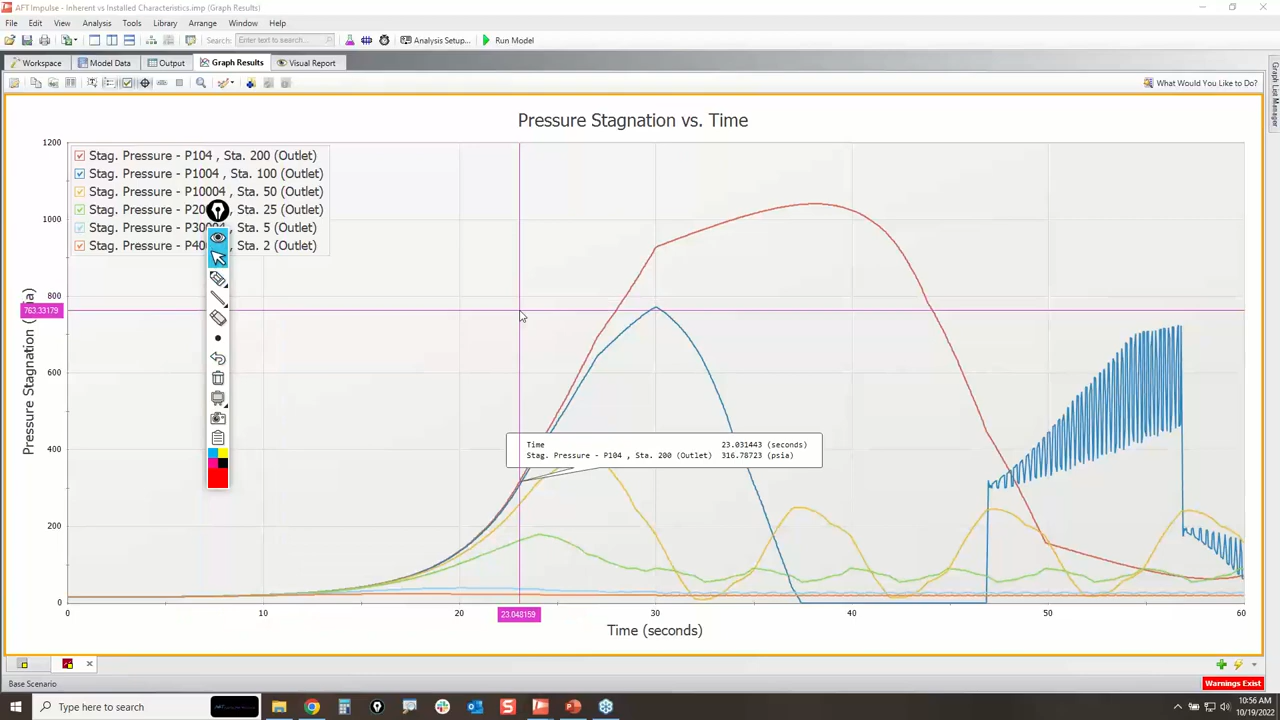 AFT Impulse - Inherent vs Installed Characteristics.imp (Graph Results)
File Edit View Analysis Tools Library Arrange Window Help
Search: Enter text to search... Analysis Setup... Run Model
Workspace Model Data Output Graph Results Visual Report
What Would You Like to Do?
Graph List Manager
Pressure Stagnation vs. Time
1200
Stag. Pressure - P104 , Sta. 200 (Outlet)
Stag. Pressure - P1004 , Sta. 100 (Outlet)
Stag. Pressure - P10004 , Sta. 50 (Outlet)
Stag. Pressure - , Sta. 25 (Outlet)
Stag. Pressure - , Sta. 5 (Outlet)
Stag. Pressure - , Sta. 2 (Outlet)
1000
800
763.33179
600
400
200
0
Pressure Stagnation
Time 23.031443 (seconds)
Stag. Pressure - P104 , Sta. 200 (Outlet) 316.78723 (psia)
0 10 20 30 40 50 60
23.048159
Time (seconds)
Base Scenario Warnings Exist
Type here to search
10:56 AM
10/19/2022